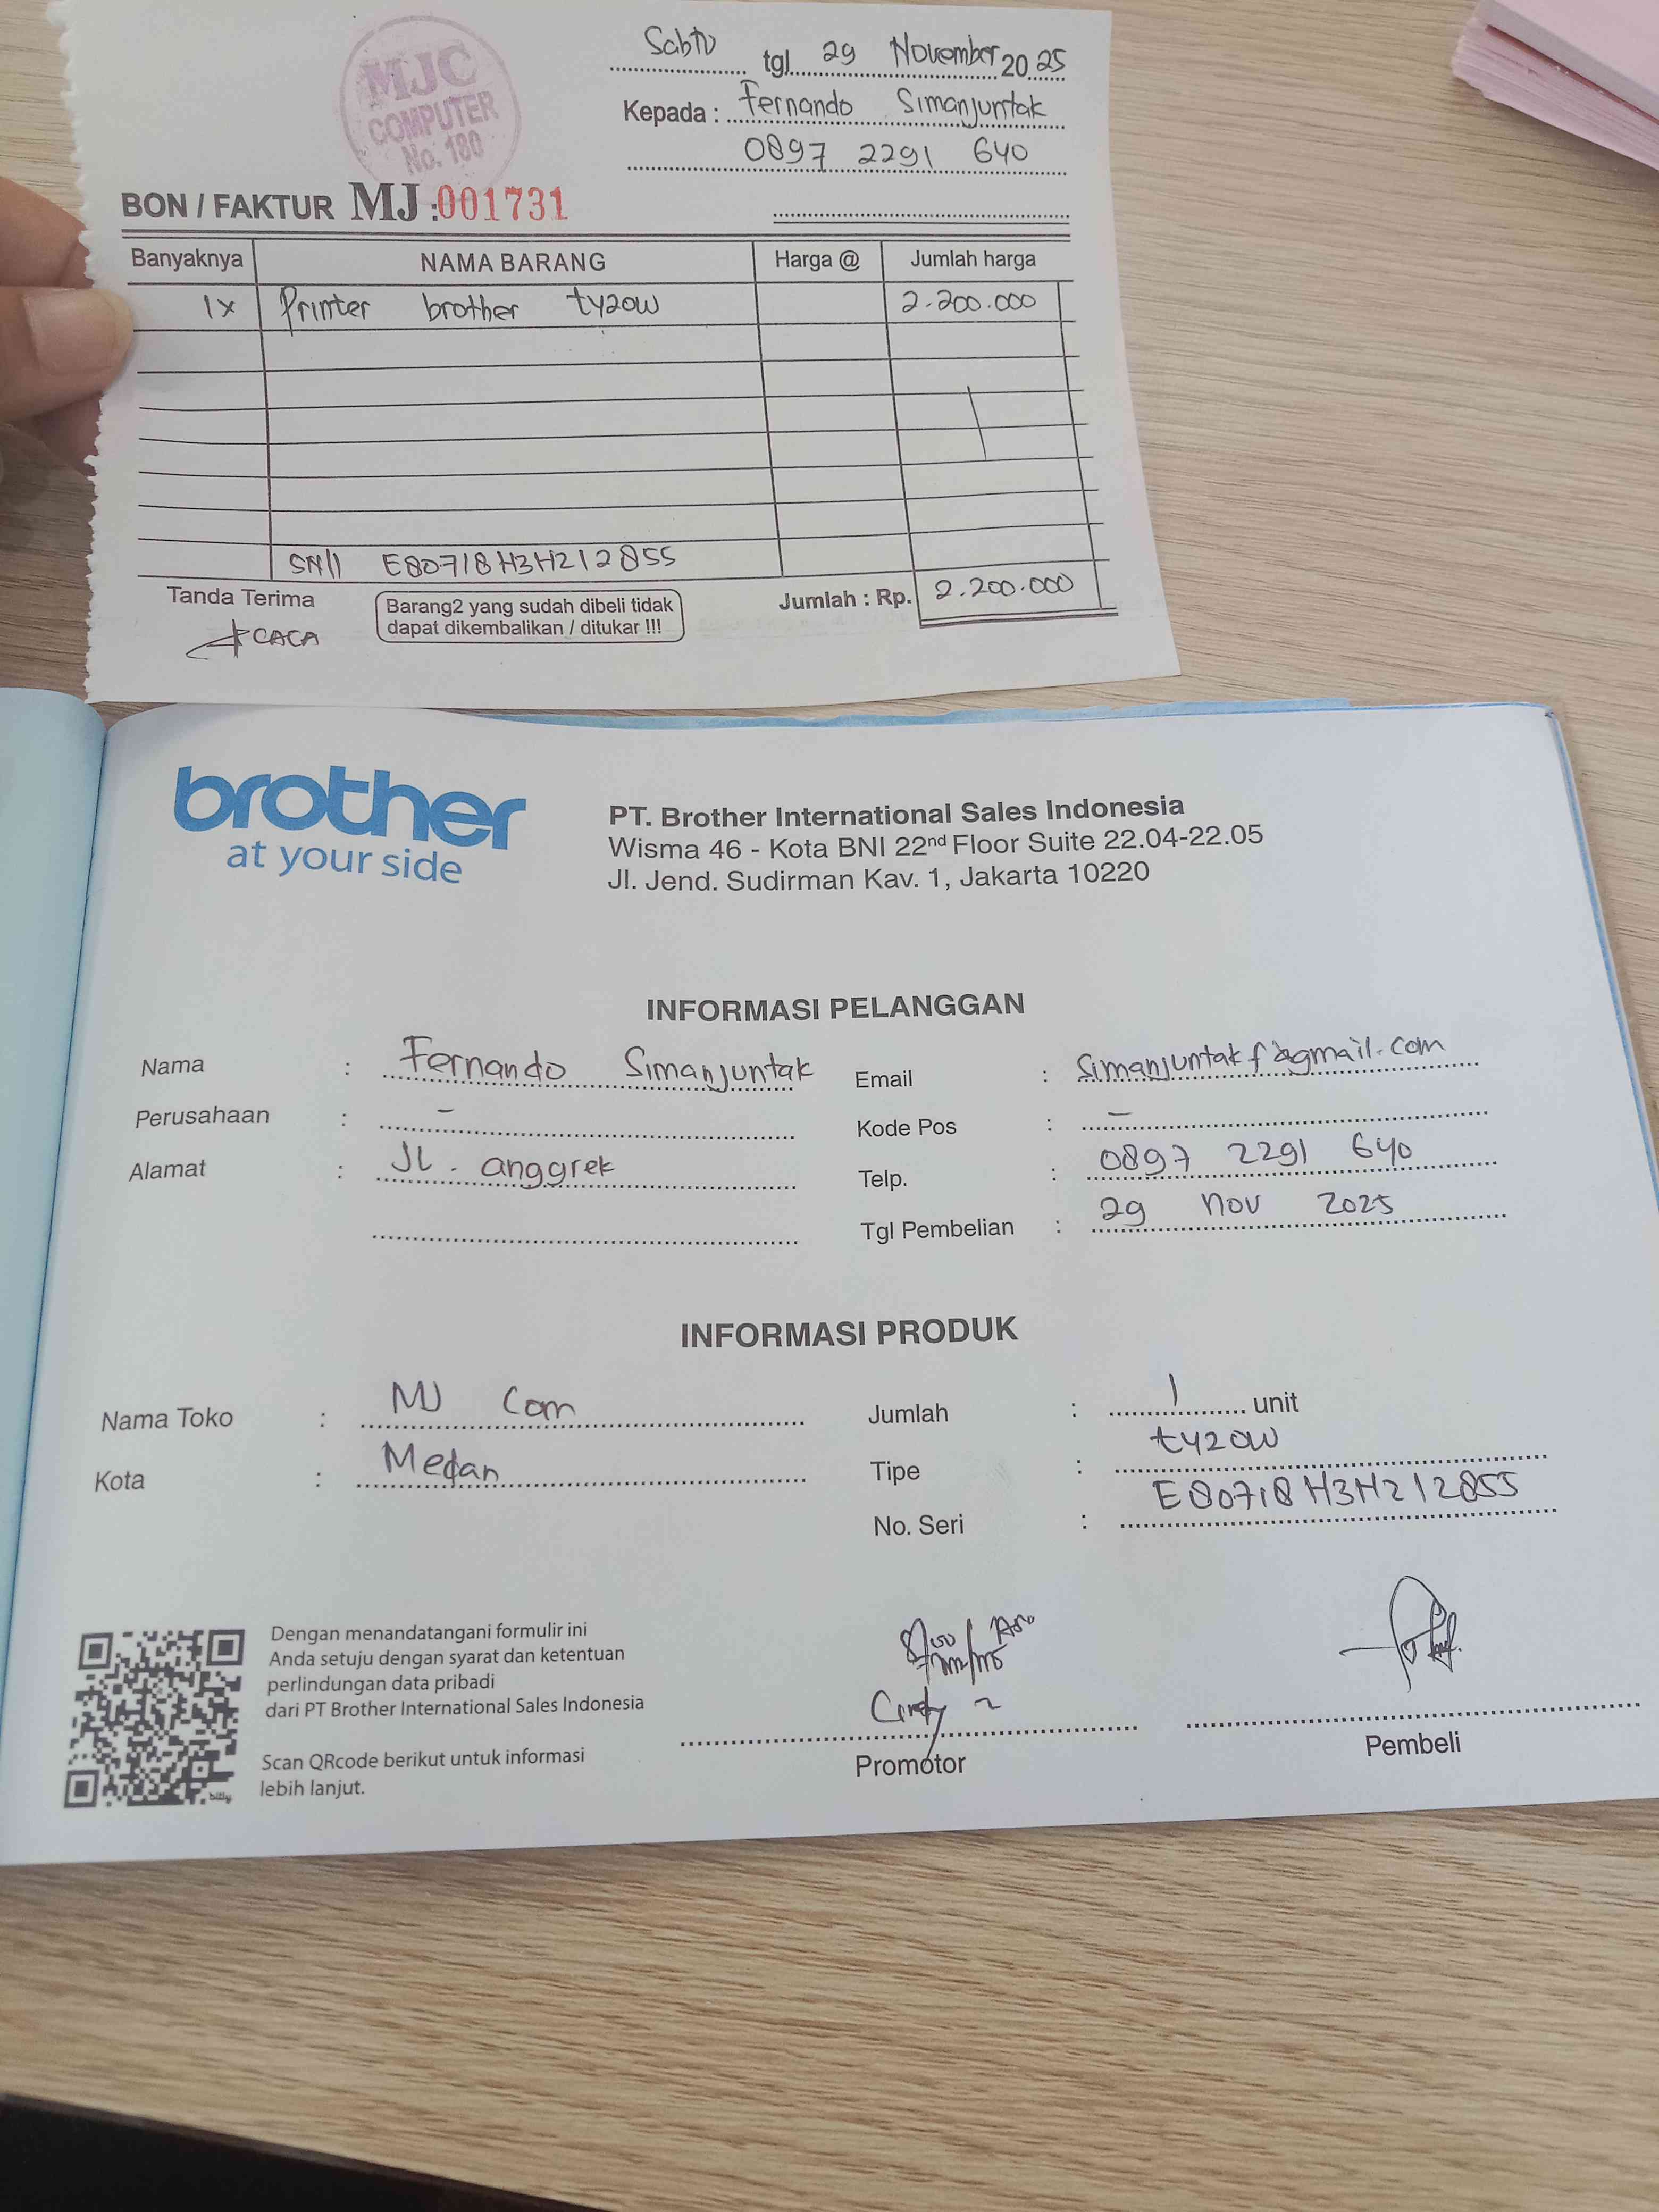 MJC
COMPUTER
No. 180
Sabtu tgl. 29 November 2025
Kepada : Fernando Simanjuntak
0897 2291 640
BON / FAKTUR MJ :001731
Banyaknya NAMA BARANG Harga @ Jumlah harga
1x Printer brother ty20w 2.200.000
SN// E80718H3H212855
Tanda Terima
CACA
Barang2 yang sudah dibeli tidak
dapat dikembalikan / ditukar !!!
Jumlah : Rp. 2.200.000
brother
at your side
PT. Brother International Sales Indonesia
Wisma 46 - Kota BNI 22nd Floor Suite 22.04-22.05
Jl. Jend. Sudirman Kav. 1, Jakarta 10220
INFORMASI PELANGGAN
Nama : Fernando Simanjuntak
Perusahaan : -
Alamat : JL. anggrek
Email : Simanjuntakf@gmail.com
Kode Pos : -
Telp. : 0897 2291 640
Tgl Pembelian : 29 Nov 2025
INFORMASI PRODUK
Nama Toko : MJ Com
Kota : Medan
Jumlah : 1 unit
Tipe : ty20w
No. Seri : E80718H3H212855
Dengan menandatangani formulir ini
Anda setuju dengan syarat dan ketentuan
perlindungan data pribadi
dari PT Brother International Sales Indonesia
Scan QRcode berikut untuk informasi
lebih lanjut.
bitly
Cindy
Promotor
Pembeli